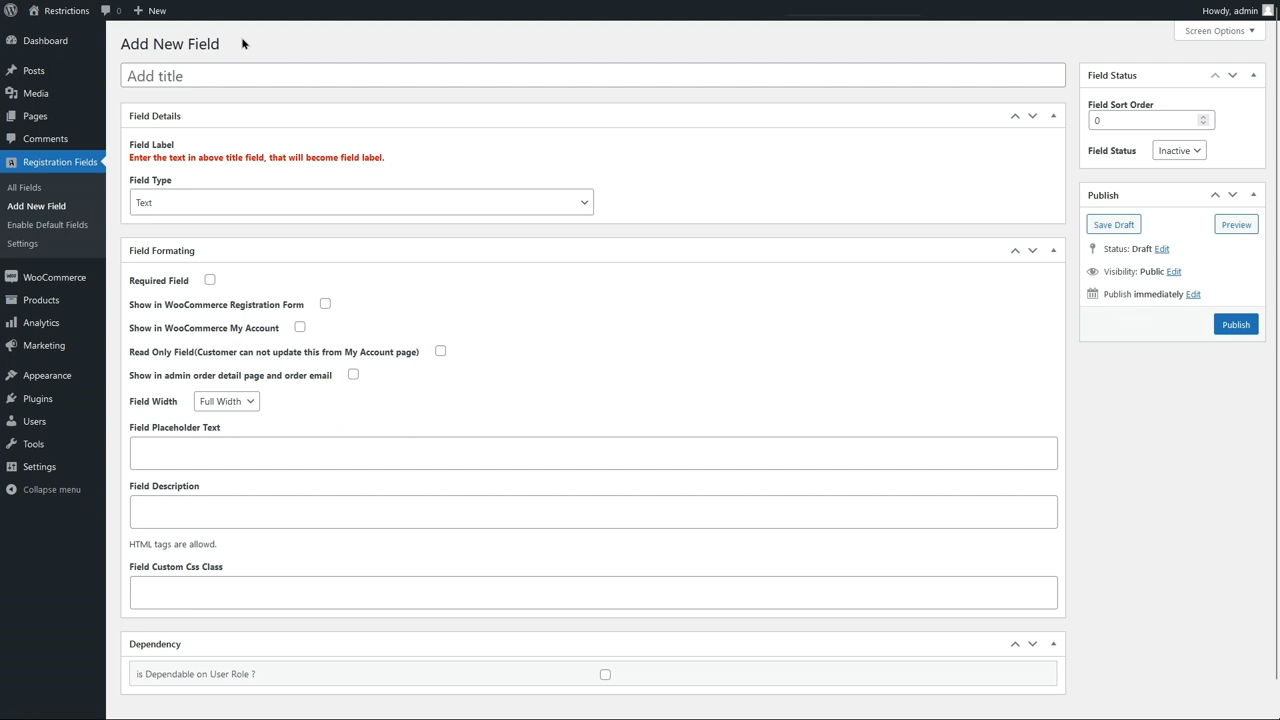 Restrictions 0 + New Howdy, admin
Screen Options
Dashboard
Posts
Media
Pages
Comments
Registration Fields
All Fields
Add New Field
Enable Default Fields
Settings
WooCommerce
Products
Analytics
Marketing
Appearance
Plugins
Users
Tools
Settings
Collapse menu
Add New Field
Add title
Field Details
Field Label
Enter the text in above title field, that will become field label.
Field Type
Text
Field Formating
Required Field
Show in WooCommerce Registration Form
Show in WooCommerce My Account
Read Only Field(Customer can not update this from My Account page)
Show in admin order detail page and order email
Field Width Full Width
Field Placeholder Text
Field Description
HTML tags are allowd.
Field Custom Css Class
Dependency
is Dependable on User Role ?
Field Status
Field Sort Order
0
Field Status Inactive
Publish
Save Draft Preview
Status: Draft Edit
Visibility: Public Edit
Publish immediately Edit
Publish